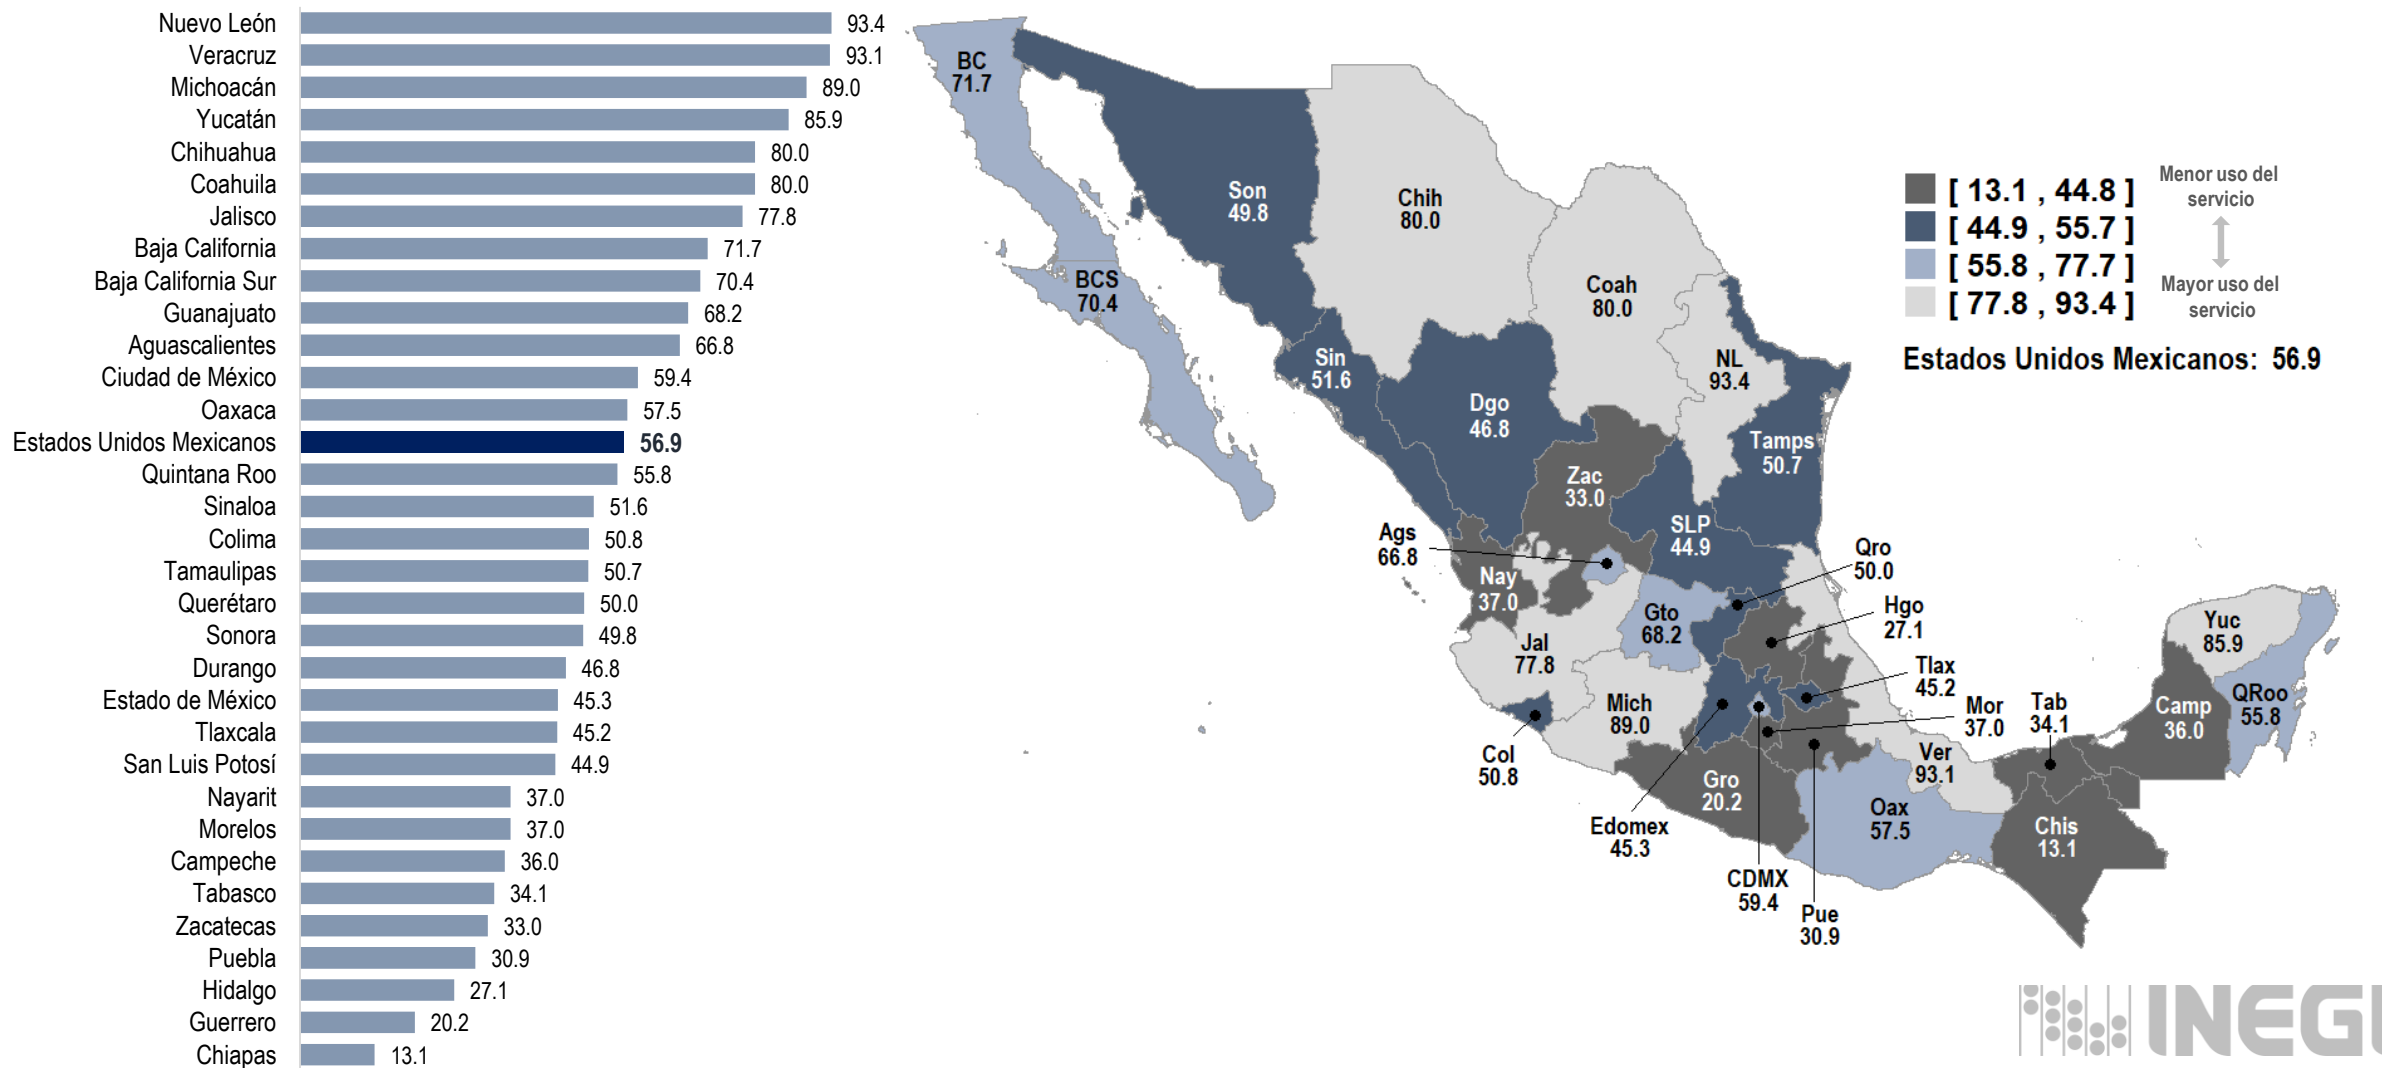 Nuevo León 93.4
Veracruz 93.1
Michoacán 89.0
Yucatán 85.9
Chihuahua 80.0
Coahuila 80.0
Jalisco 77.8
Baja California 71.7
Baja California Sur 70.4
Guanajuato 68.2
Aguascalientes 66.8
Ciudad de México 59.4
Oaxaca 57.5
Estados Unidos Mexicanos 56.9
Quintana Roo 55.8
Sinaloa 51.6
Colima 50.8
Tamaulipas 50.7
Querétaro 50.0
Sonora 49.8
Durango 46.8
Estado de México 45.3
Tlaxcala 45.2
San Luis Potosí 44.9
Nayarit 37.0
Morelos 37.0
Campeche 36.0
Tabasco 34.1
Zacatecas 33.0
Puebla 30.9
Hidalgo 27.1
Guerrero 20.2
Chiapas 13.1
BC
71.7
Son
49.8
Chih
80.0
BCS
70.4
Coah
80.0
Sin
51.6
NL
93.4
Dgo
46.8
Tamps
50.7
Zac
33.0
SLP
44.9
Ags
66.8
Qro
50.0
Nay
37.0
Gto
68.2
Hgo
27.1
Jal
77.8
Yuc
85.9
Tlax
45.2
Mich
89.0
Mor
37.0
Tab
34.1
Camp
36.0
QRoo
55.8
Col
50.8
Ver
93.1
Gro
20.2
Oax
57.5
Chis
13.1
Edomex
45.3
CDMX
59.4
Pue
30.9
[ 13.1 , 44.8 ]
[ 44.9 , 55.7 ]
[ 55.8 , 77.7 ]
[ 77.8 , 93.4 ]
Menor uso del
servicio
Mayor uso del
servicio
Estados Unidos Mexicanos: 56.9
INEGI